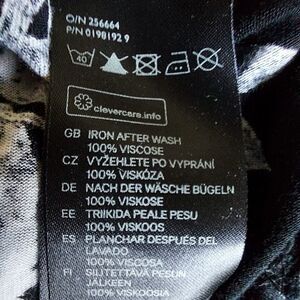 O/N 256664
P/N 0198192 9
40
clevercare.info
GB IRON AFTER WASH
100% VISCOSE
CZ VYŽEHLETE PO VYPRÁNÍ
100% VISKÓZA
DE NACH DER WÄSCHE BÜGELN
100% VISKOSE
EE TRIIKIDA PEALE PESU
100% VISKOOS
ES PLANCHAR DESPUÉS DEL
LAVADO
100% VISCOSA
FI SILITETTÄVÄ PESUN
JÄLKEEN
100% VISKOOSI